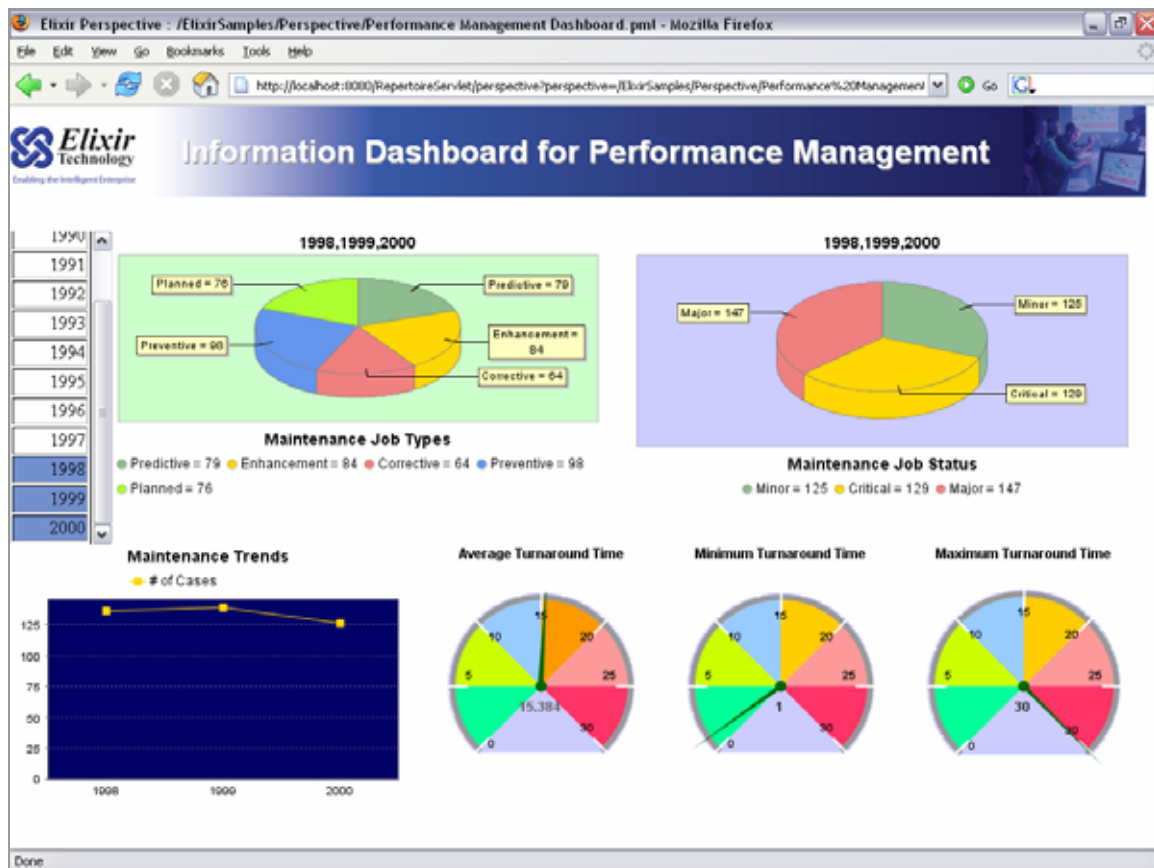 Elixir Perspective : /ElixirSamples/Perspective/Performance Management Dashboard.pml - Mozilla Firefox
File Edit View Go Bookmarks Tools Help
http://localhost:8080/RepertoireServlet/perspective?perspective=/ElixirSamples/Perspective/Performance%20Management
Go
Elixir
Technology
Enabling the Intelligent Enterprise
Information Dashboard for Performance Management
1990
1991
1992
1993
1994
1995
1996
1997
1998
1999
2000
1998,1999,2000
Planned = 76
Predictive = 79
Preventive = 98
Enhancement =
84
Corrective = 64
Maintenance Job Types
Predictive = 79 Enhancement = 84 Corrective = 64 Preventive = 98
Planned = 76
1998,1999,2000
Major = 147
Minor = 125
Critical = 129
Maintenance Job Status
Minor = 125 Critical = 129 Major = 147
Maintenance Trends
# of Cases
125
100
75
50
25
0
1998 1999 2000
Average Turnaround Time
0 5 10 15 20 25 30
15.384
Minimum Turnaround Time
0 5 10 15 20 25 30
1
Maximum Turnaround Time
0 5 10 15 20 25 30
30
Done